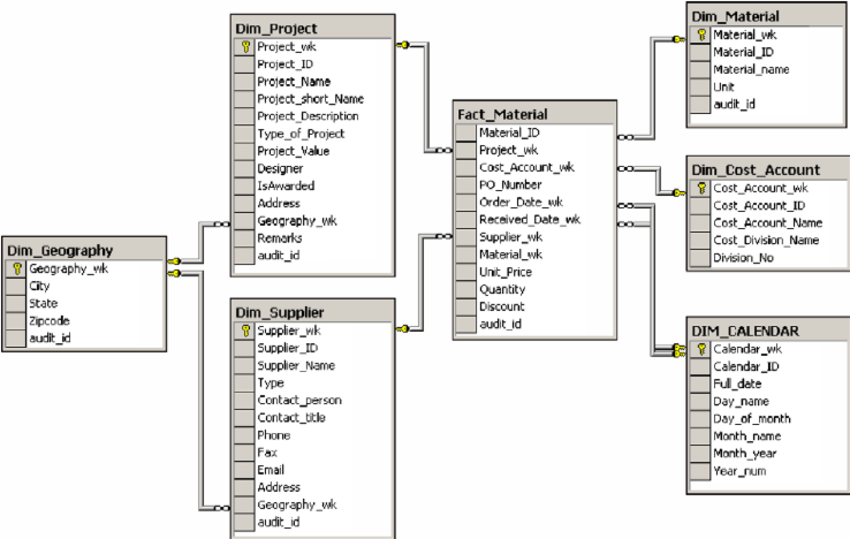 Dim_Project
Project_wk
Project_ID
Project_Name
Project_short_Name
Project_Description
Type_of_Project
Project_Value
Designer
IsAwarded
Address
Geography_wk
Remarks
audit_id
Dim_Geography
Geography_wk
City
State
Zipcode
audit_id
Dim_Supplier
Supplier_wk
Supplier_ID
Supplier_Name
Type
Contact_person
Contact_title
Phone
Fax
Email
Address
Geography_wk
audit_id
Fact_Material
Material_ID
Project_wk
Cost_Account_wk
PO_Number
Order_Date_wk
Received_Date_wk
Supplier_wk
Material_wk
Unit_Price
Quantity
Discount
audit_id
Dim_Material
Material_wk
Material_ID
Material_name
Unit
audit_id
Dim_Cost_Account
Cost_Account_wk
Cost_Account_ID
Cost_Account_Name
Cost_Division_Name
Division_No
DIM_CALENDAR
Calendar_wk
Calendar_ID
Full_date
Day_name
Day_of_month
Month_name
Month_year
Year_num